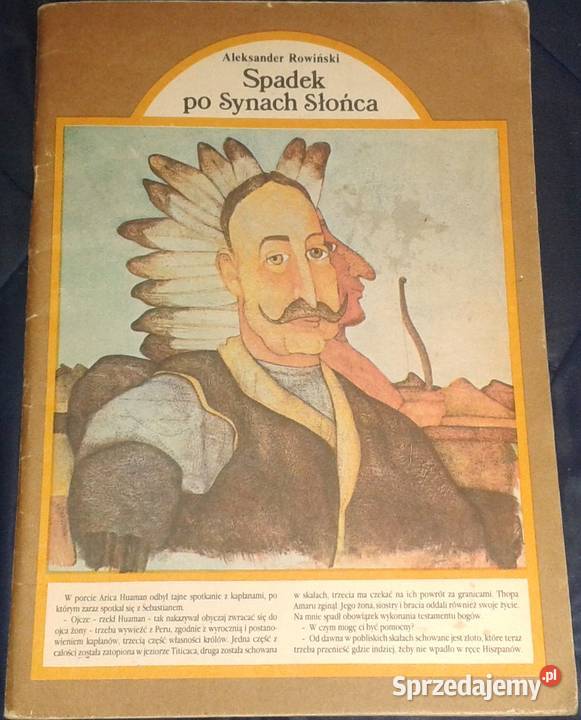 Aleksander Rowiński
Spadek
po Synach Słońca
W porcie Arica Huaman odbył tajne spotkanie z kapłanami, po
którym zaraz spotkał się z Sebastianem.
- Ojcze - rzekł Huaman - tak nakazywał obyczaj zwracać się do
ojca żony - trzeba wywieźć z Peru, zgodnie z wyrocznią i postano-
wieniem kapłanów, trzecią część własności królów. Jedna część z
całości została zatopiona w jeziorze Titicaca, druga została schowana
w skałach, trzecia ma czekać na ich powrót za granicami. Thopa
Amaru zginął. Jego żona, siostry i bracia oddali również swoje życie.
Na mnie spadł obowiązek wykonania testamentu bogów.
- W czym mogę ci być pomocny?
- Od dawna w pobliskich skałach schowane jest złoto, które teraz
trzeba przenieść gdzie indziej, żeby nie wpadło w ręce Hiszpanów.
Sprzedajemy.pl